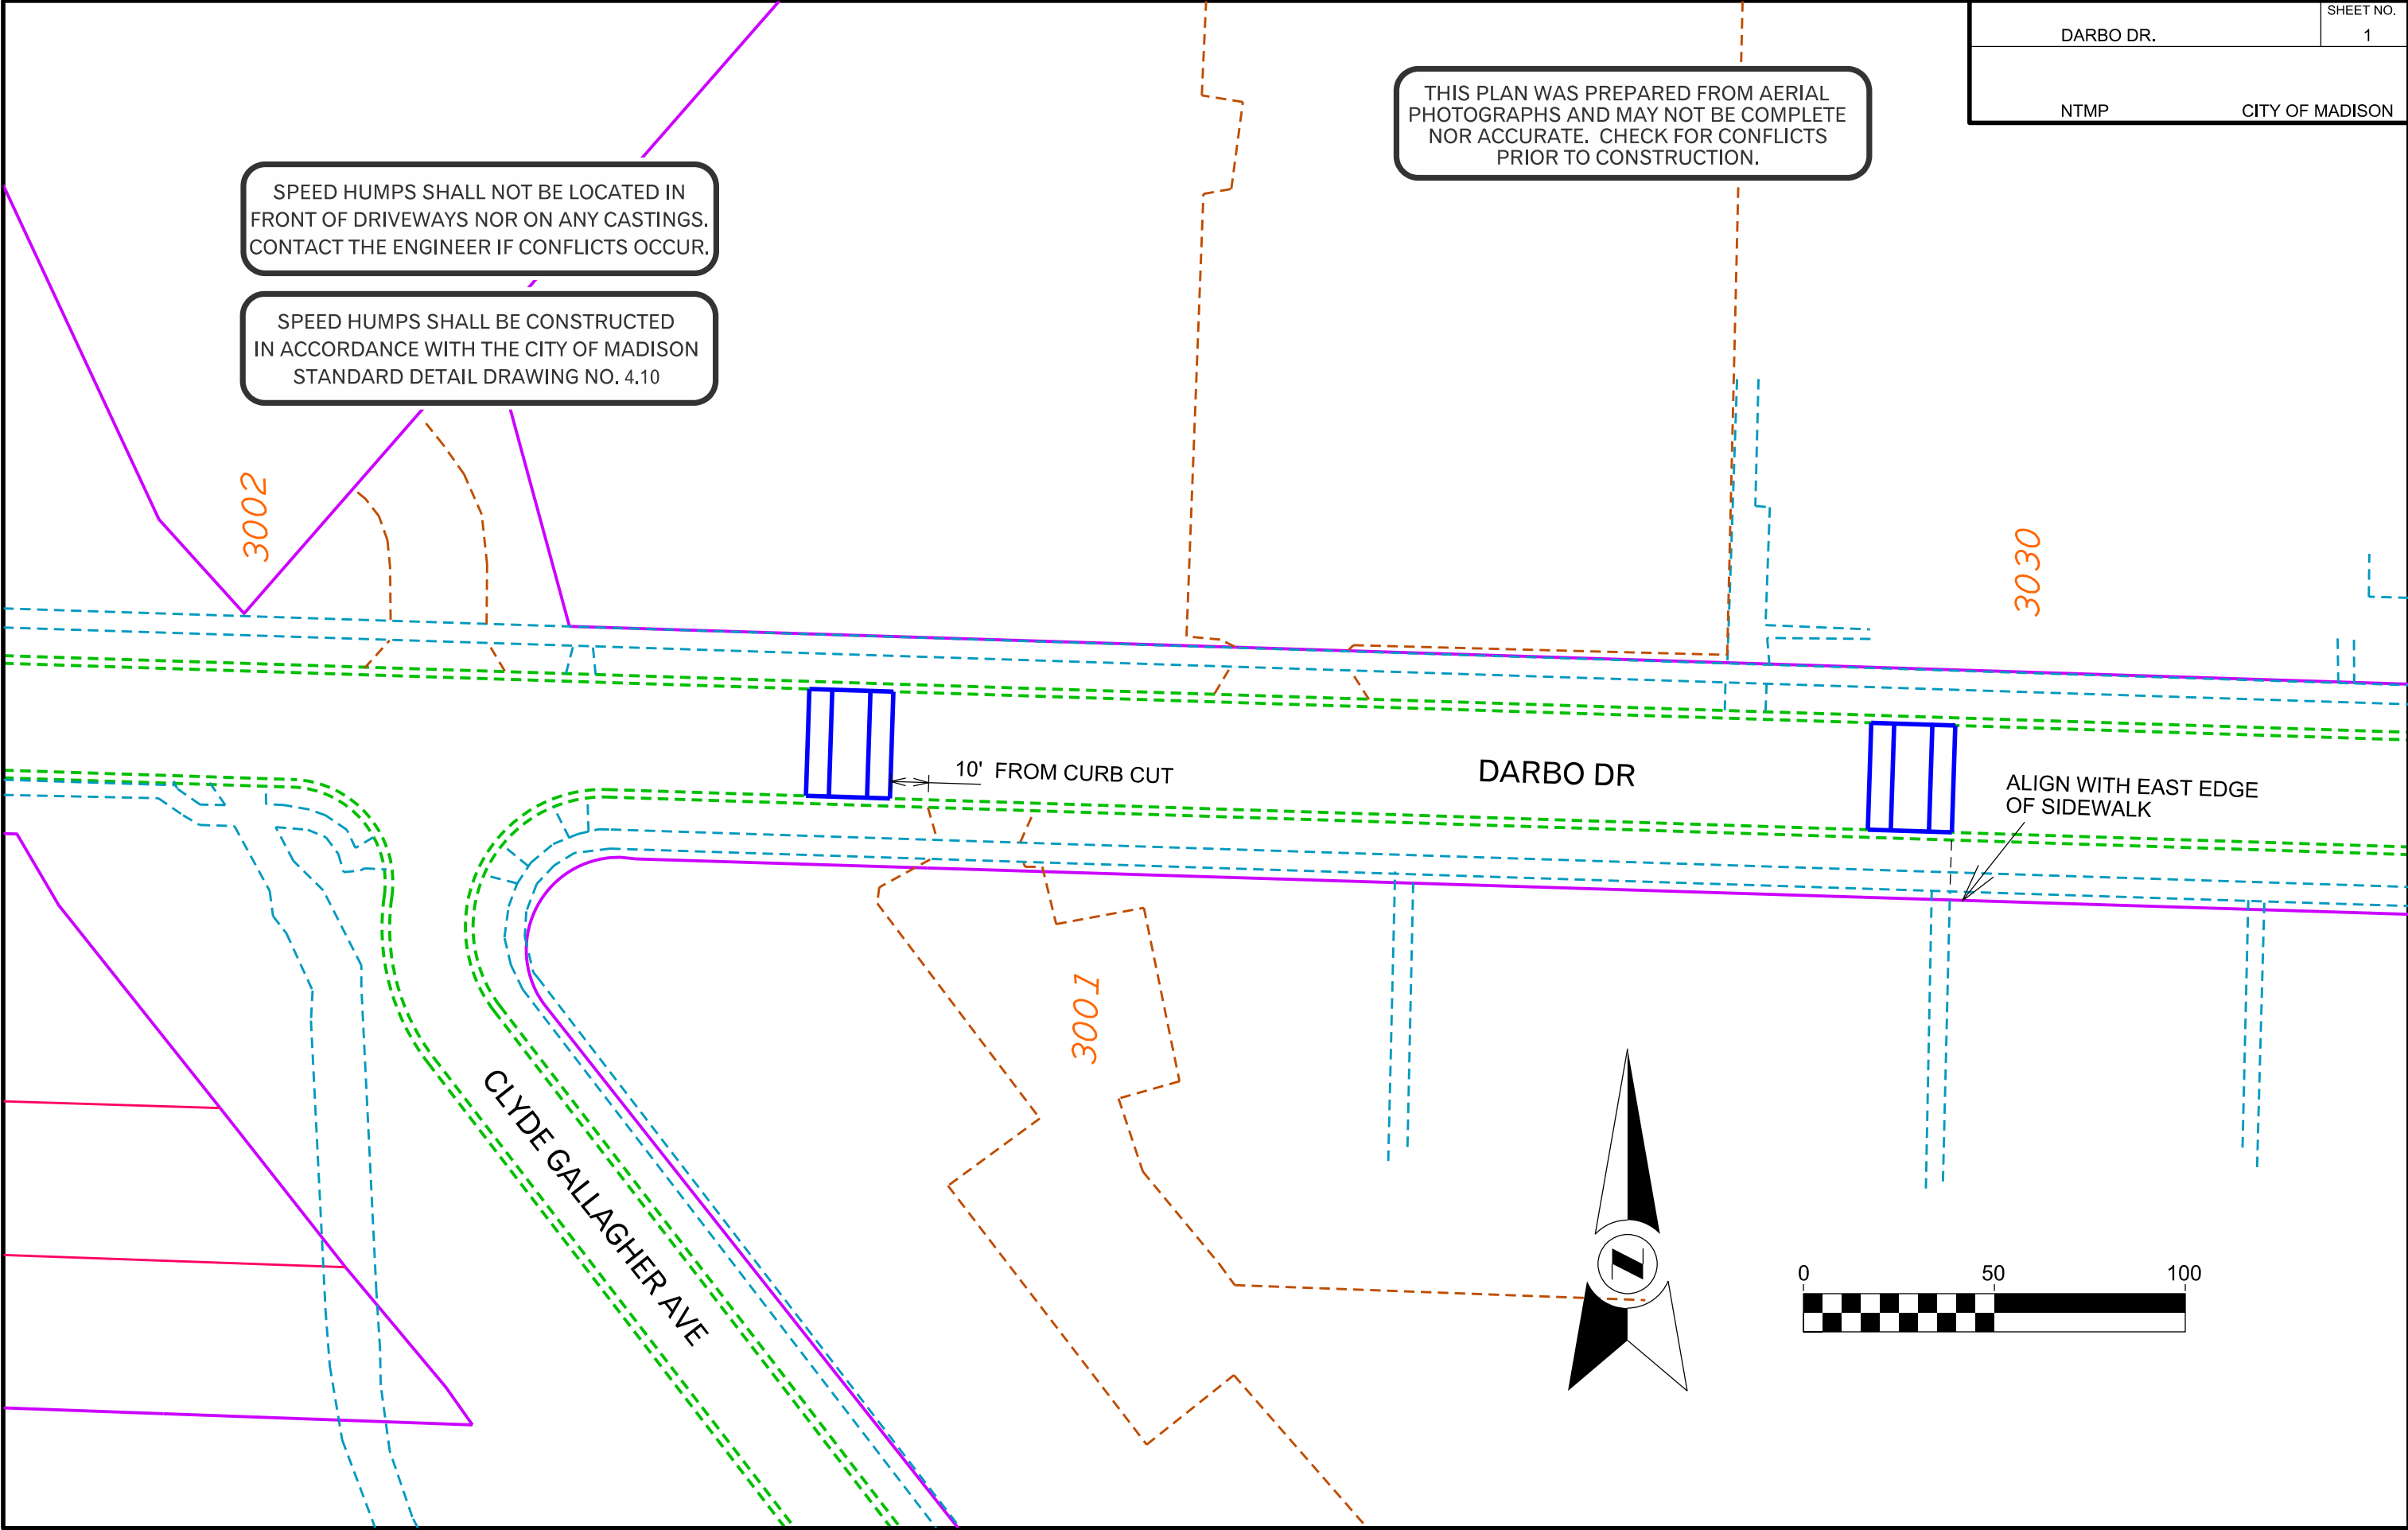 SHEET NO.
DARBO DR.
1
NTMP
CITY OF MADISON
THIS PLAN WAS PREPARED FROM AERIAL
PHOTOGRAPHS AND MAY NOT BE COMPLETE
NOR ACCURATE. CHECK FOR CONFLICTS
PRIOR TO CONSTRUCTION.
SPEED HUMPS SHALL NOT BE LOCATED IN
FRONT OF DRIVEWAYS NOR ON ANY CASTINGS.
CONTACT THE ENGINEER IF CONFLICTS OCCUR.
SPEED HUMPS SHALL BE CONSTRUCTED
IN ACCORDANCE WITH THE CITY OF MADISON
STANDARD DETAIL DRAWING NO. 4.10
3002
3030
10' FROM CURB CUT
DARBO DR
ALIGN WITH EAST EDGE
OF SIDEWALK
3001
CLYDE GALLAGHER AVE
N
0 50 100